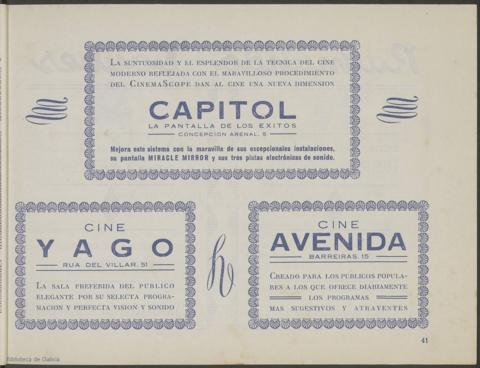 La suntuosidad y el esplendor de la tecnica del cine
moderno reflejada con el maravilloso procedimiento
del CinemaScope dan al cine una nueva dimension
CAPITOL
LA PANTALLA DE LOS EXITOS
CONCEPCION ARENAL, 8
Mejora este sistema con la maravilla de sus excepcionales instalaciones,
su pantalla MIRACLE MIRROR y sus tres pistas electrónicas de sonido.
CINE
YAGO
RUA DEL VILLAR, 51
La sala preferida del publico
elegante por su selecta progra-
macion y perfecta vision y sonido
CINE
AVENIDA
BARREIRAS, 15
Creado para los publicos popula-
res a los que ofrece diariamente
los programas
mas sugestivos y atrayentes
41
Biblioteca de Galicia